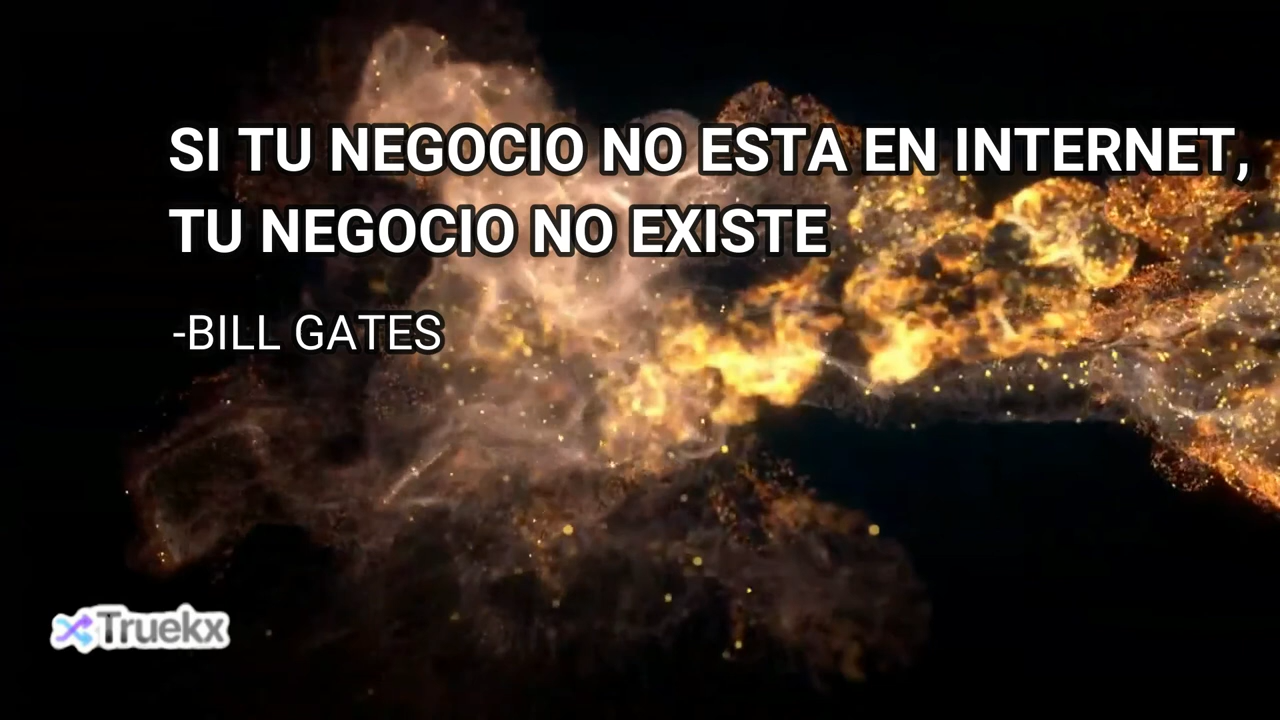 SI TU NEGOCIO NO ESTA EN INTERNET,
TU NEGOCIO NO EXISTE
-BILL GATES
Truekx